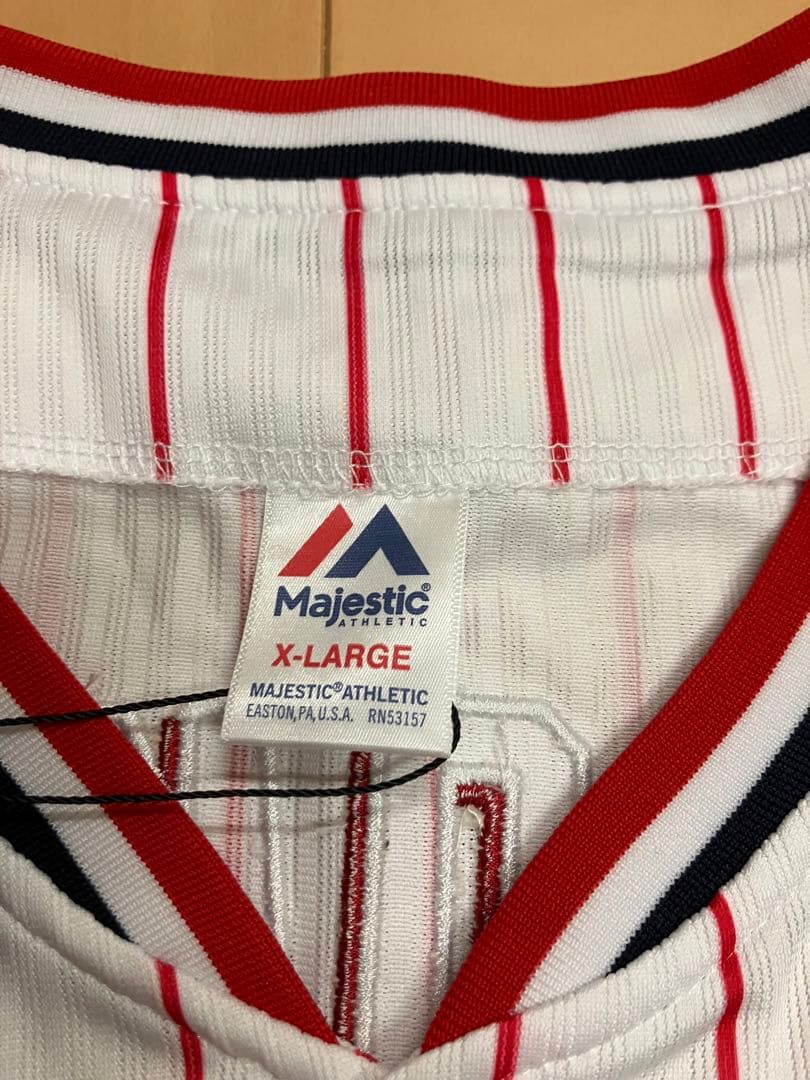 Majestic®
ATHLETIC
X-LARGE
MAJESTIC®ATHLETIC
EASTON, PA, U.S.A. RN53157